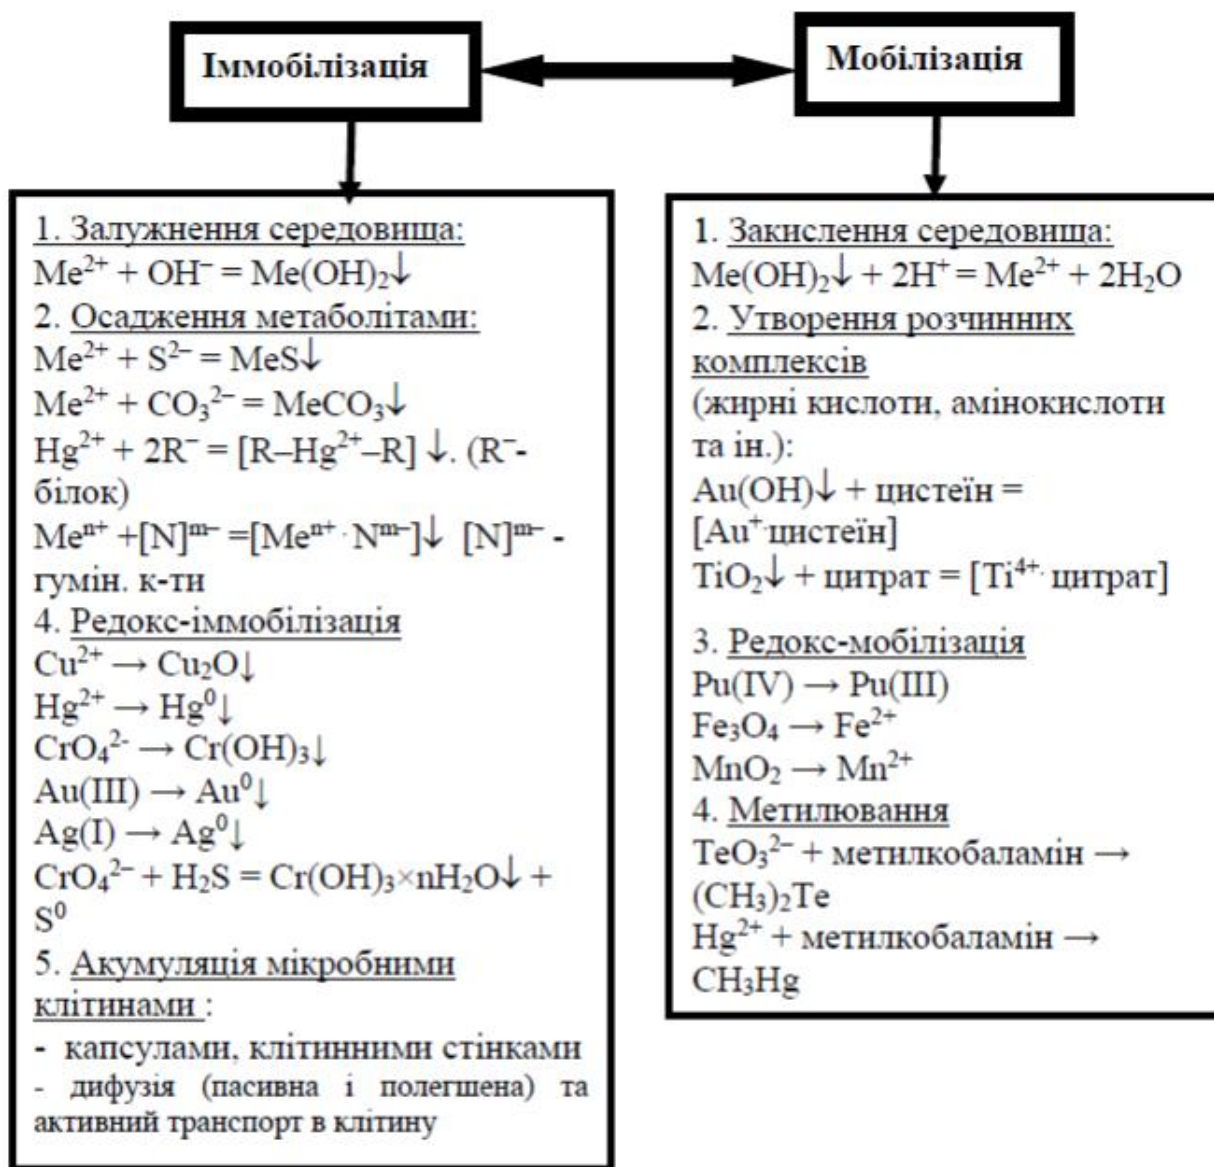 Іммобілізація
Мобілізація
1. Залужнення середовища:
Me²⁺ + OH⁻ = Me(OH)₂↓
2. Осадження метаболітами:
Me²⁺ + S²⁻ = MeS↓
Me²⁺ + CO₃²⁻ = MeCO₃↓
Hg²⁺ + 2R⁻ = [R–Hg²⁺–R] ↓. (R⁻-
білок)
Meⁿ⁺ +[N]ᵐ⁻ =[Meⁿ⁺· Nᵐ⁻]↓ [N]ᵐ⁻ -
гумін. к-ти
4. Редокс-іммобілізація
Cu²⁺ → Cu₂O↓
Hg²⁺ → Hg⁰↓
CrO₄²⁻ → Cr(OH)₃↓
Au(III) → Au⁰↓
Ag(I) → Ag⁰↓
CrO₄²⁻ + H₂S = Cr(OH)₃×nH₂O↓ +
S⁰
5. Акумуляція мікробними
клітинами :
- капсулами, клітинними стінками
- дифузія (пасивна і полегшена) та
активний транспорт в клітину
1. Закислення середовища:
Me(OH)₂↓ + 2H⁺ = Me²⁺ + 2H₂O
2. Утворення розчинних
комплексів
(жирні кислоти, амінокислоти
та ін.):
Au(OH)↓ + цистеїн =
[Au⁺·цистеїн]
TiO₂↓ + цитрат = [Ti⁴⁺· цитрат]
3. Редокс-мобілізація
Pu(IV) → Pu(III)
Fe₃O₄ → Fe²⁺
MnO₂ → Mn²⁺
4. Метилювання
TeO₃²⁻ + метилкобаламін →
(CH₃)₂Te
Hg²⁺ + метилкобаламін →
CH₃Hg